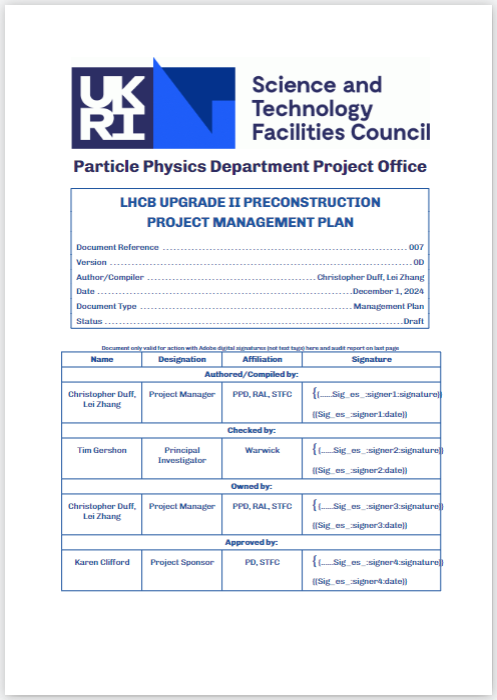 UK
RI
Science and
Technology
Facilities Council
Particle Physics Department Project Office
LHCB UPGRADE II PRECONSTRUCTION
PROJECT MANAGEMENT PLAN
Document Reference ........ 007
Version ........ 0D
Author/Compiler ........ Christopher Duff, Lei Zhang
Date ........ December 1, 2024
Document Type ........ Management Plan
Status ........ Draft
Document only valid for action with Adobe digital signatures (not text tags) here and audit report on last page
Name Designation Affiliation Signature
Authored/Compiled by:
Christopher Duff, Lei Zhang Project Manager PPD, RAL, STFC {(......Sig_es_:signer1:signature)}
{(Sig_es_:signer1:date)}
Checked by:
Tim Gershon Principal Investigator Warwick {(......Sig_es_:signer2:signature)}
{(Sig_es_:signer2:date)}
Owned by:
Christopher Duff, Lei Zhang Project Manager PPD, RAL, STFC {(......Sig_es_:signer3:signature)}
{(Sig_es_:signer3:date)}
Approved by:
Karen Clifford Project Sponsor PD, STFC {(......Sig_es_:signer4:signature)}
{(Sig_es_:signer4:date)}